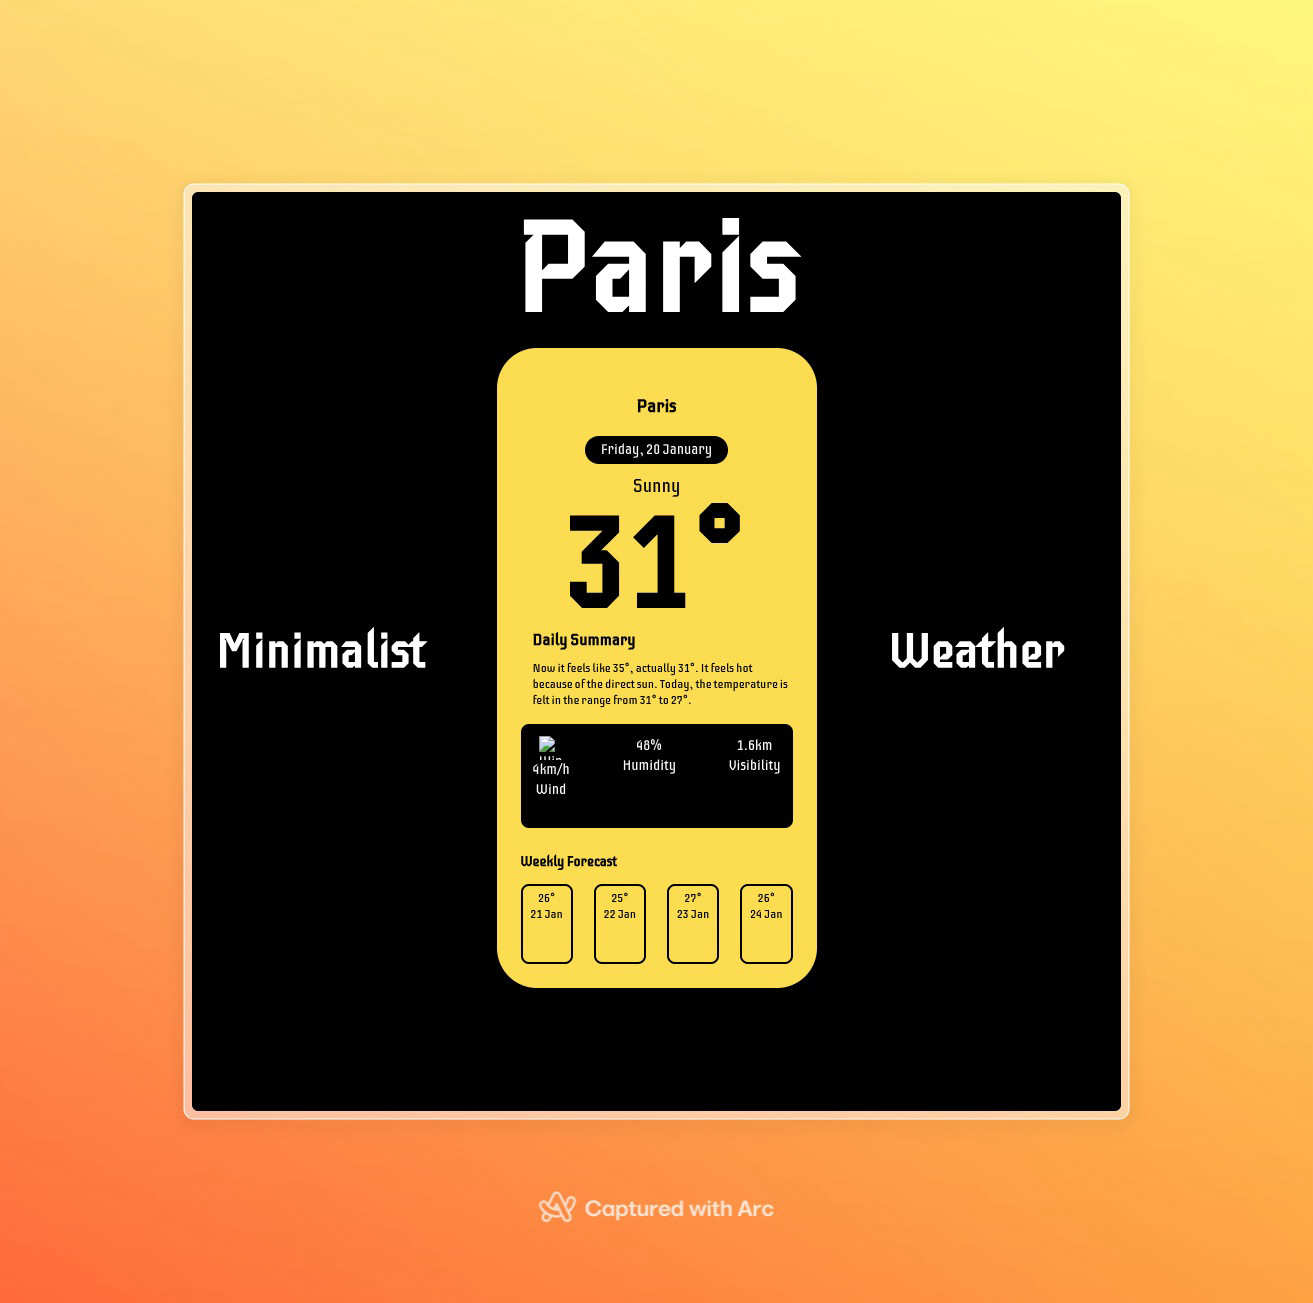 Paris
Paris
Friday, 20 January
Sunny
31°
Minimalist
Weather
Daily Summary
Now it feels like 35°, actually 31°. It feels hot
because of the direct sun. Today, the temperature is
felt in the range from 31° to 27°.
4km/h
Wind
48%
Humidity
1.6km
Visibility
Weekly Forecast
26°
21 Jan
25°
22 Jan
27°
23 Jan
26°
24 Jan
Captured with Arc